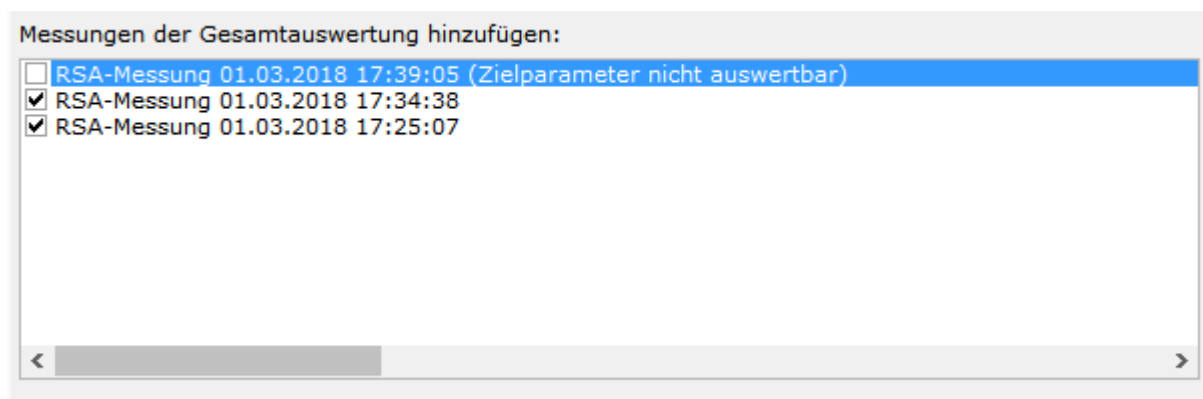 Messungen der Gesamtauswertung hinzufügen:
RSA-Messung 01.03.2018 17:39:05 (Zielparameter nicht auswertbar)
RSA-Messung 01.03.2018 17:34:38
RSA-Messung 01.03.2018 17:25:07